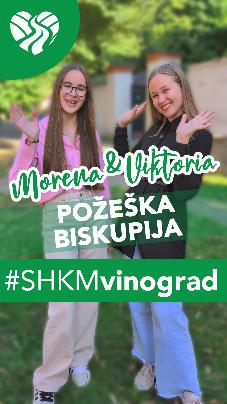 Morena & Viktoria
POŽEŠKA
BISKUPIJA
#SHKMvinograd